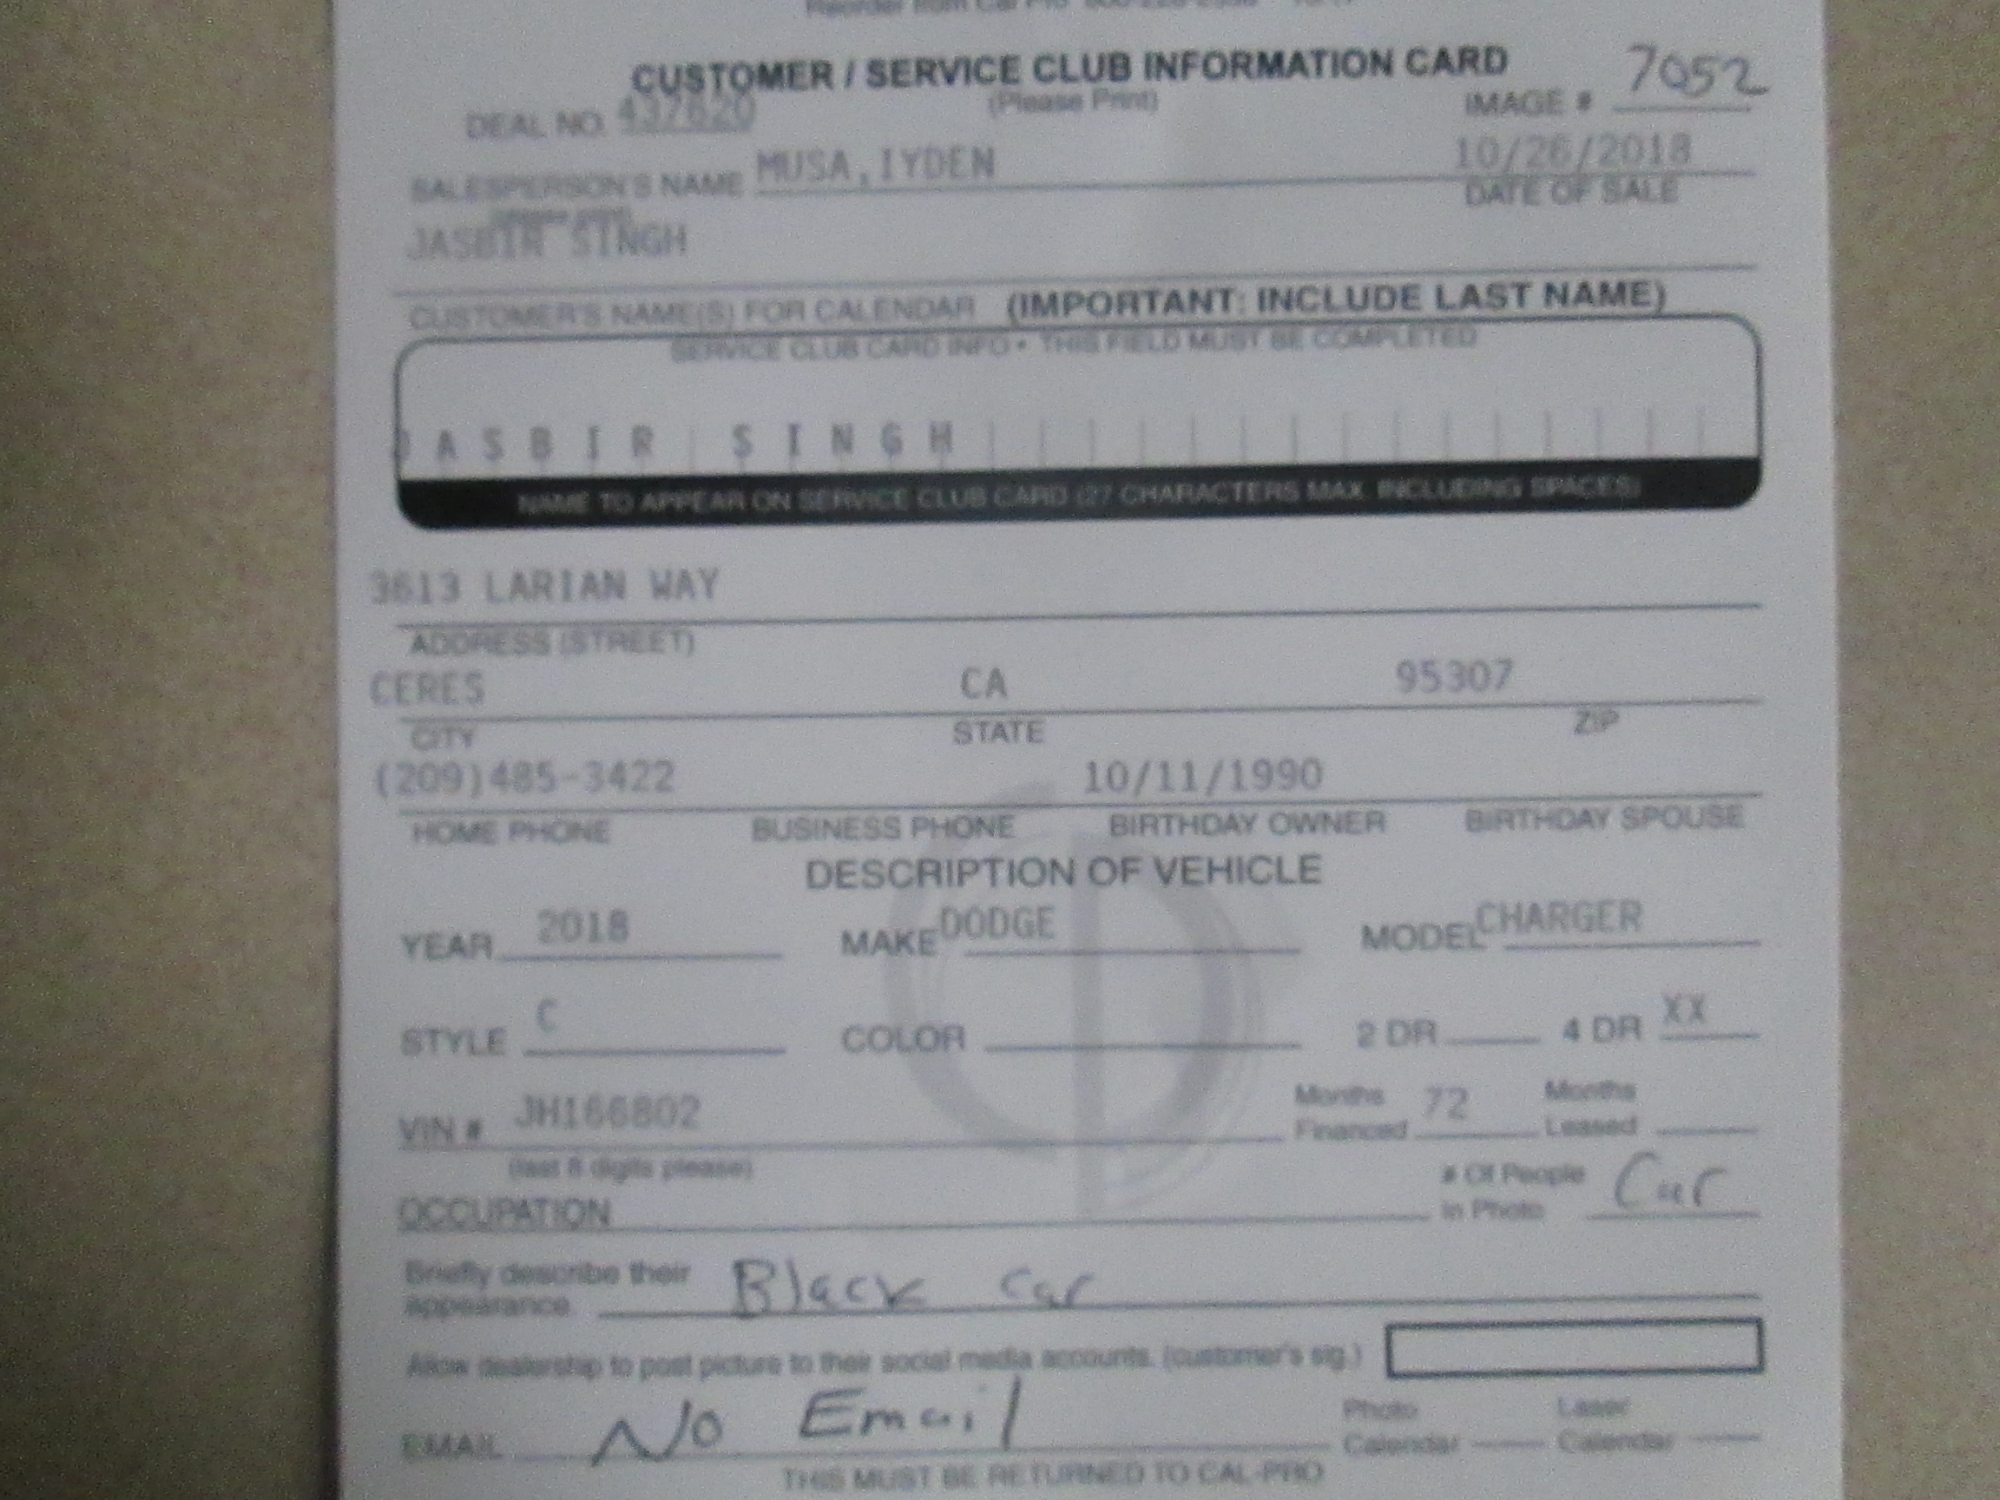 CUSTOMER / SERVICE CLUB INFORMATION CARD
(Please Print)
IMAGE # 7052
DEAL NO. 437620
SALESPERSON'S NAME MUSA,IYDEN
10/26/2018
DATE OF SALE
(please print)
JASBIR SINGH
CUSTOMER'S NAME(S) FOR CALENDAR (IMPORTANT: INCLUDE LAST NAME)
SERVICE CLUB CARD INFO • THIS FIELD MUST BE COMPLETED
JASBIR SINGH
NAME TO APPEAR ON SERVICE CLUB CARD (27 CHARACTERS MAX. INCLUDING SPACES)
3613 LARIAN WAY
ADDRESS (STREET)
CERES CA 95307
CITY STATE ZIP
(209)485-3422 10/11/1990
HOME PHONE BUSINESS PHONE BIRTHDAY OWNER BIRTHDAY SPOUSE
DESCRIPTION OF VEHICLE
YEAR 2018 MAKE DODGE MODEL CHARGER
STYLE C COLOR 2 DR 4 DR XX
VIN # JH166802 Months Financed 72 Months Leased
(last 8 digits please)
OCCUPATION # Of People In Photo Car
Briefly describe their appearance Black Car
Allow dealership to post picture to their social media accounts. (customer's sig.)
EMAIL No Email Photo Calendar Laser Calendar
THIS MUST BE RETURNED TO CAL-PRO